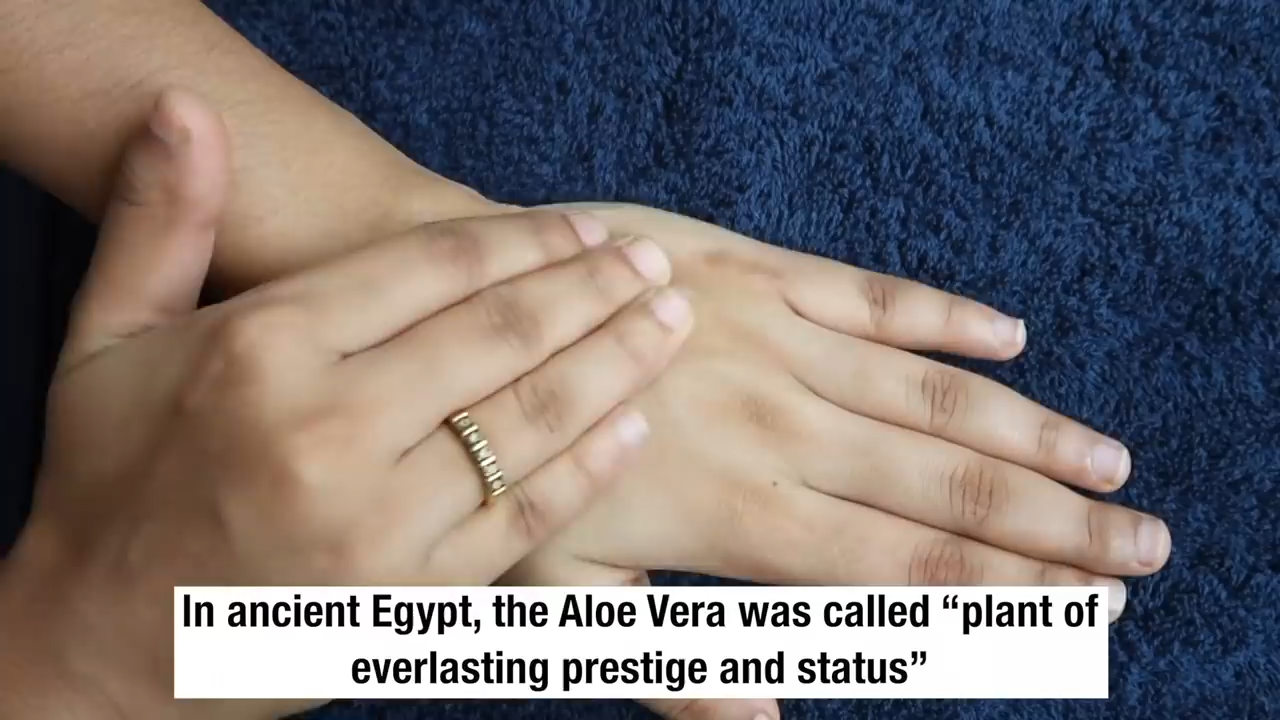 In ancient Egypt, the Aloe Vera was called “plant of
everlasting prestige and status”